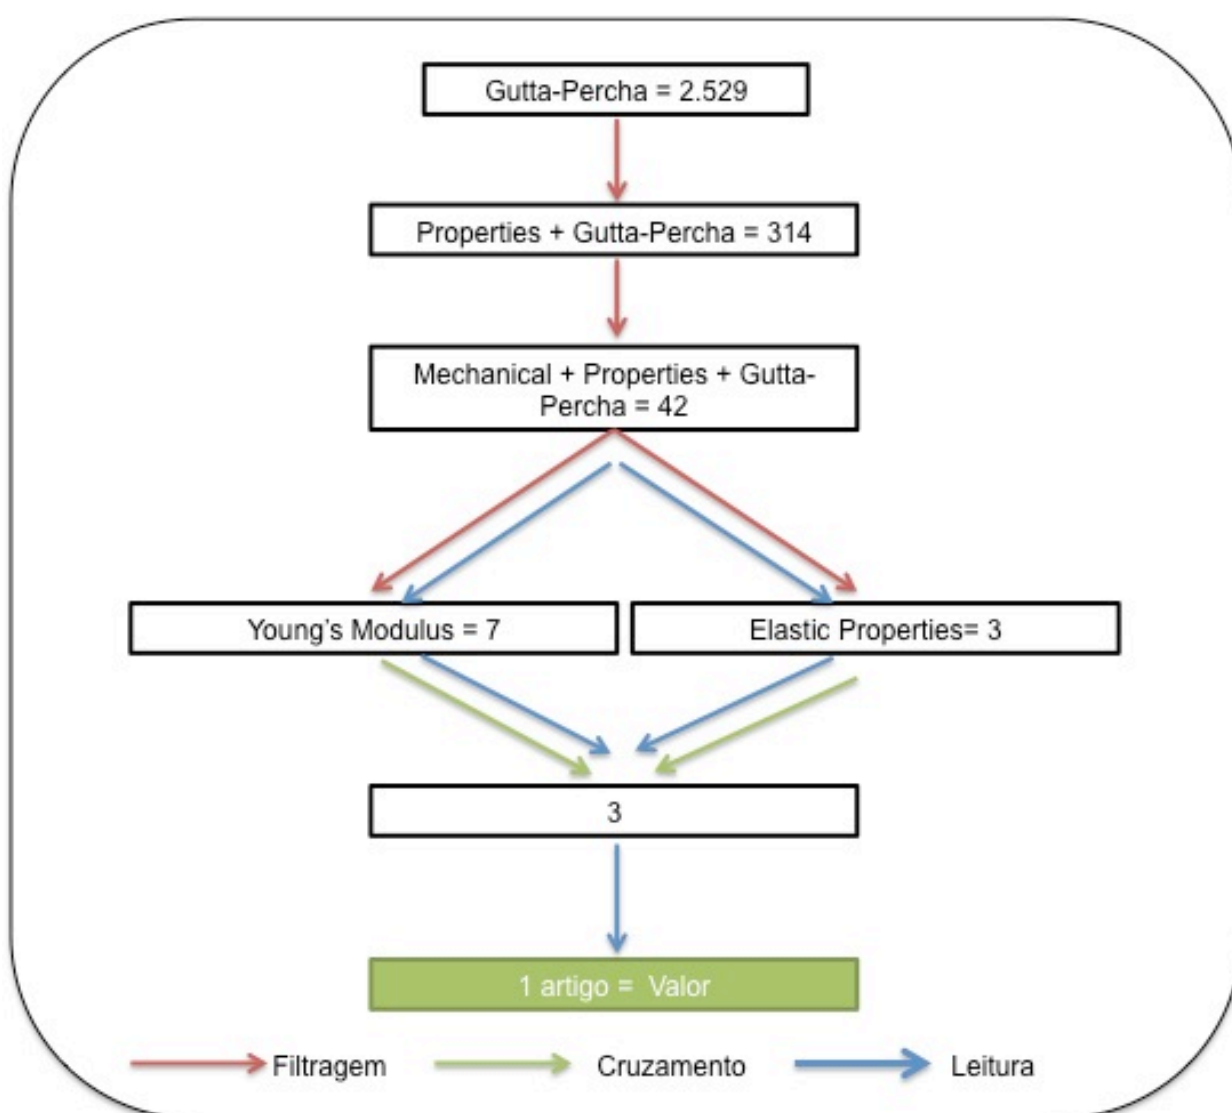 Gutta-Percha = 2.529
Properties + Gutta-Percha = 314
Mechanical + Properties + Gutta-
Percha = 42
Young’s Modulus = 7
Elastic Properties= 3
3
1 artigo = Valor
Filtragem
Cruzamento
Leitura